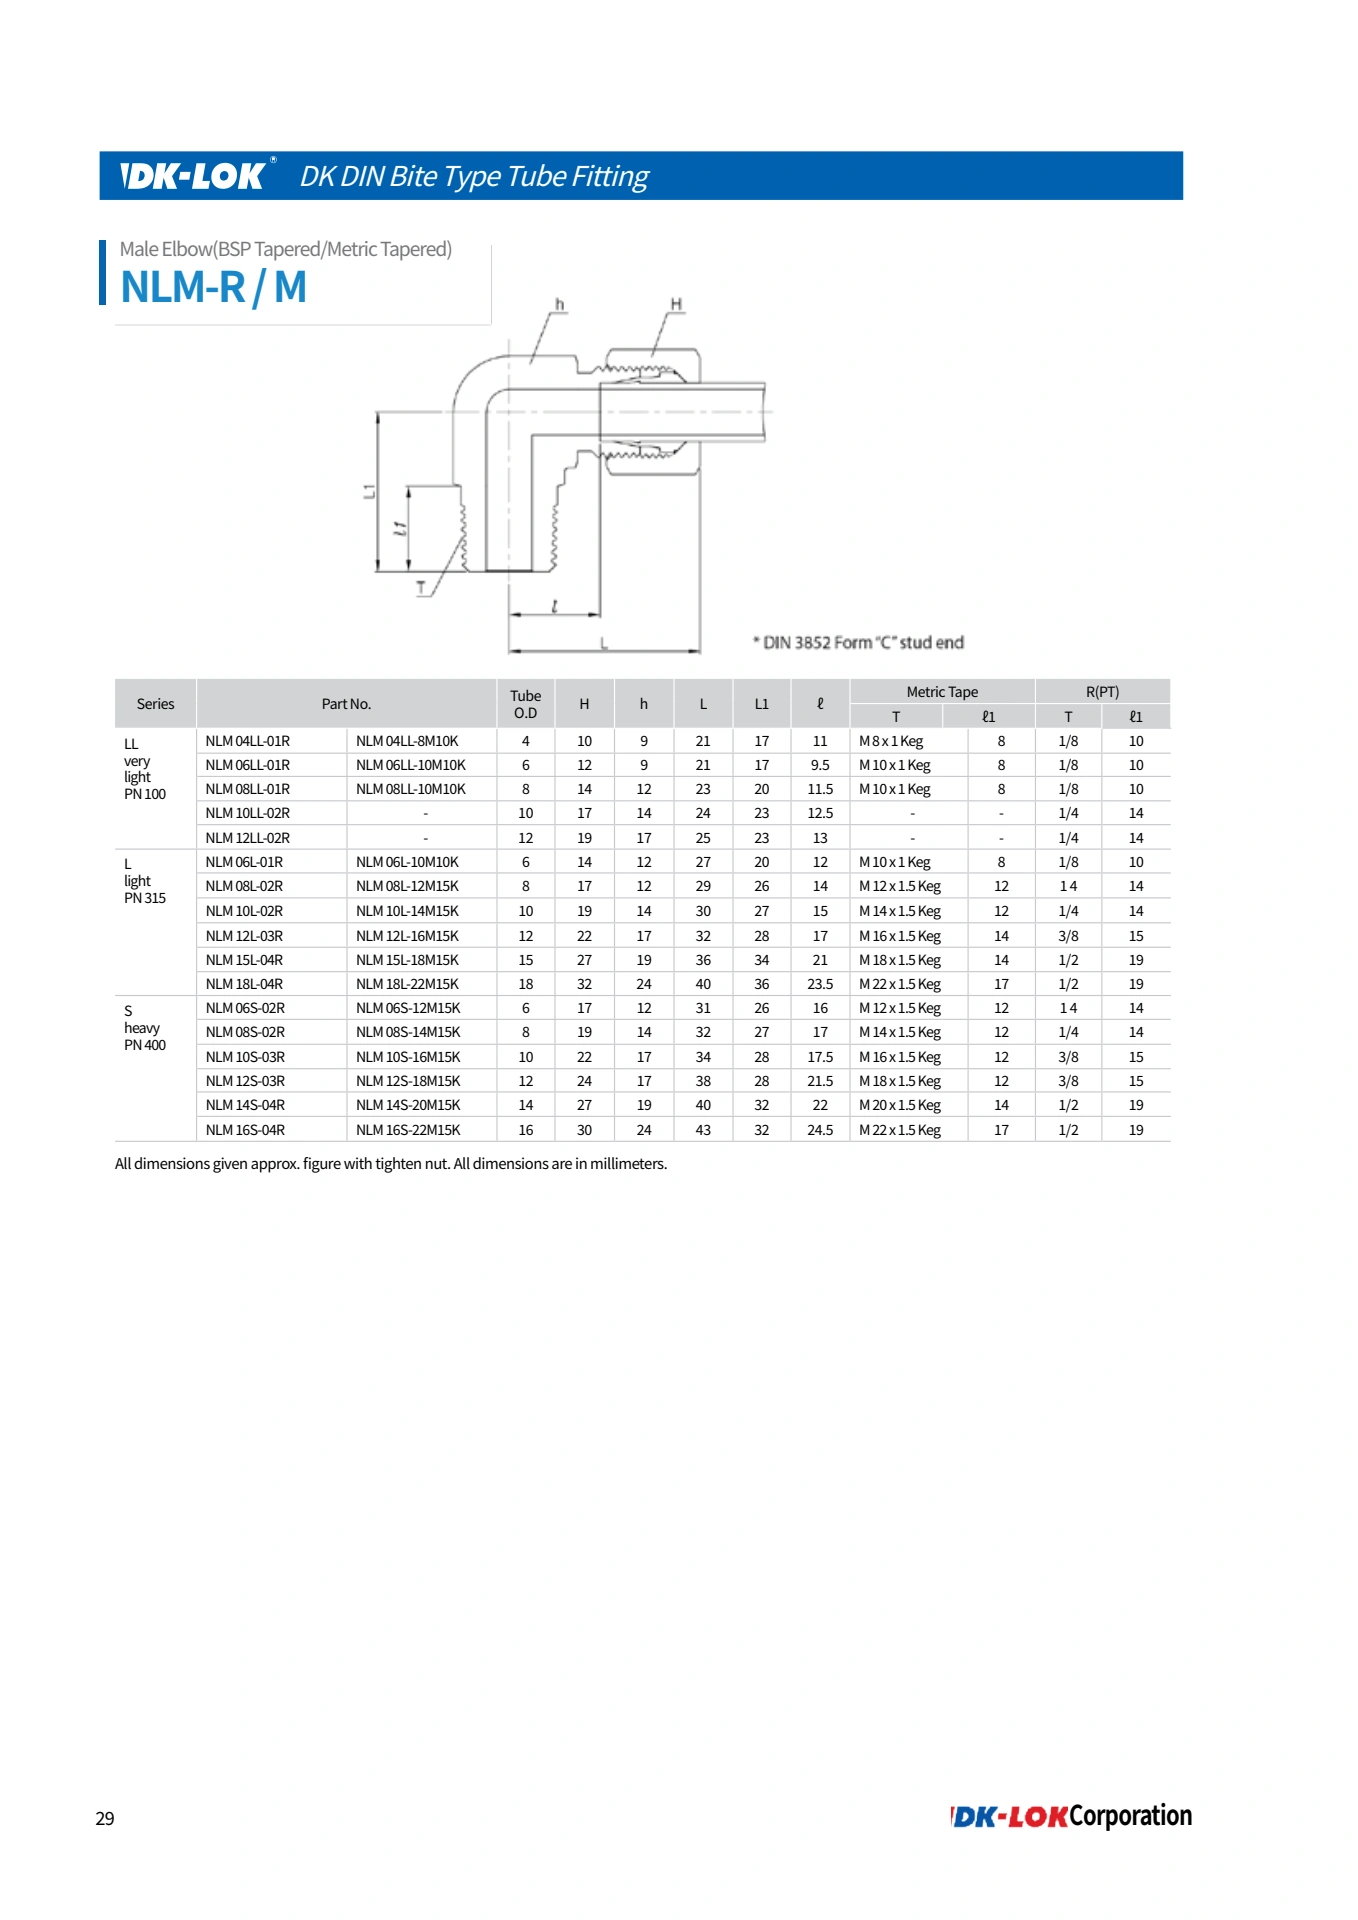 DK-LOK® DK DIN Bite Type Tube Fitting
Male Elbow(BSP Tapered/Metric Tapered)
NLM-R / M
h H
L1
ℓ1
T
ℓ
L
* DIN 3852 Form "C" stud end
Series Part No. Tube O.D H h L L1 ℓ Metric Tape R(PT)
T ℓ1 T ℓ1
LL very light PN 100
NLM 04LL-01R NLM 04LL-8M10K 4 10 9 21 17 11 M 8 x 1 Keg 8 1/8 10
NLM 06LL-01R NLM 06LL-10M10K 6 12 9 21 17 9.5 M 10 x 1 Keg 8 1/8 10
NLM 08LL-01R NLM 08LL-10M10K 8 14 12 23 20 11.5 M 10 x 1 Keg 8 1/8 10
NLM 10LL-02R - 10 17 14 24 23 12.5 - - 1/4 14
NLM 12LL-02R - 12 19 17 25 23 13 - - 1/4 14
L light PN 315
NLM 06L-01R NLM 06L-10M10K 6 14 12 27 20 12 M 10 x 1 Keg 8 1/8 10
NLM 08L-02R NLM 08L-12M15K 8 17 12 29 26 14 M 12 x 1.5 Keg 12 1 4 14
NLM 10L-02R NLM 10L-14M15K 10 19 14 30 27 15 M 14 x 1.5 Keg 12 1/4 14
NLM 12L-03R NLM 12L-16M15K 12 22 17 32 28 17 M 16 x 1.5 Keg 14 3/8 15
NLM 15L-04R NLM 15L-18M15K 15 27 19 36 34 21 M 18 x 1.5 Keg 14 1/2 19
NLM 18L-04R NLM 18L-22M15K 18 32 24 40 36 23.5 M 22 x 1.5 Keg 17 1/2 19
S heavy PN 400
NLM 06S-02R NLM 06S-12M15K 6 17 12 31 26 16 M 12 x 1.5 Keg 12 1 4 14
NLM 08S-02R NLM 08S-14M15K 8 19 14 32 27 17 M 14 x 1.5 Keg 12 1/4 14
NLM 10S-03R NLM 10S-16M15K 10 22 17 34 28 17.5 M 16 x 1.5 Keg 12 3/8 15
NLM 12S-03R NLM 12S-18M15K 12 24 17 38 28 21.5 M 18 x 1.5 Keg 12 3/8 15
NLM 14S-04R NLM 14S-20M15K 14 27 19 40 32 22 M 20 x 1.5 Keg 14 1/2 19
NLM 16S-04R NLM 16S-22M15K 16 30 24 43 32 24.5 M 22 x 1.5 Keg 17 1/2 19
All dimensions given approx. figure with tighten nut. All dimensions are in millimeters.
29
DK-LOK Corporation